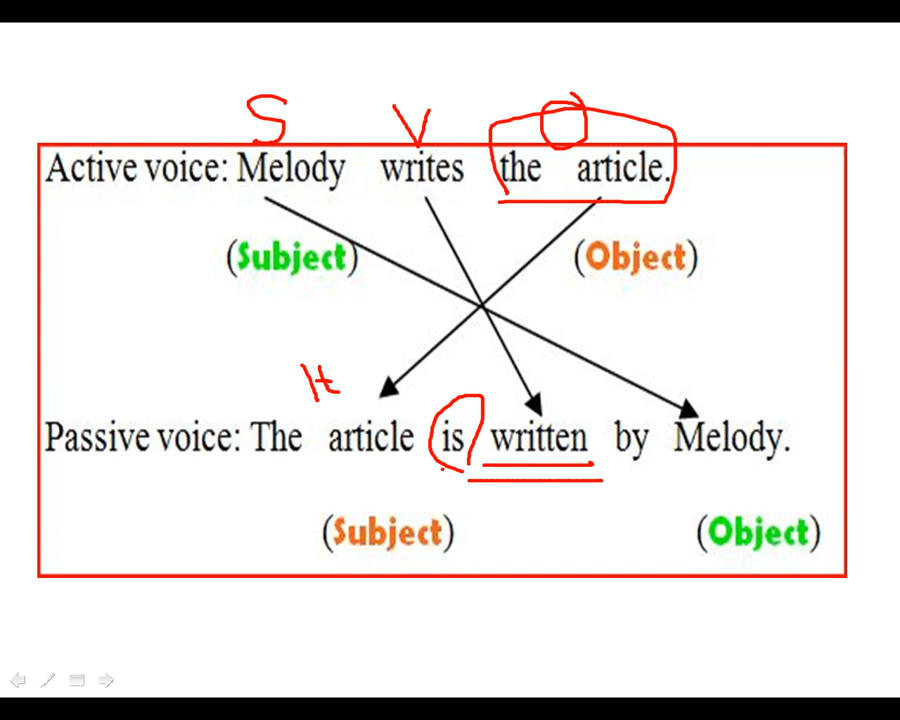 S V O
Active voice: Melody writes the article.
(Subject) (Object)
It
Passive voice: The article is written by Melody.
(Subject) (Object)